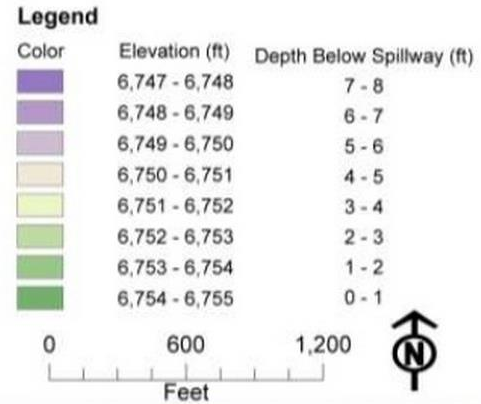 Legend
Color Elevation (ft) Depth Below Spillway (ft)
6,747 - 6,748 7 - 8
6,748 - 6,749 6 - 7
6,749 - 6,750 5 - 6
6,750 - 6,751 4 - 5
6,751 - 6,752 3 - 4
6,752 - 6,753 2 - 3
6,753 - 6,754 1 - 2
6,754 - 6,755 0 - 1
0 600 1,200
Feet
N